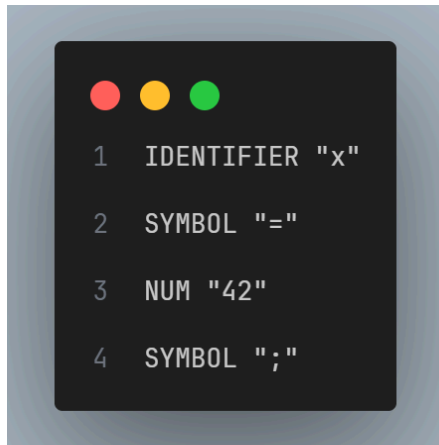 1 IDENTIFIER "x"
2 SYMBOL "="
3 NUM "42"
4 SYMBOL ";"